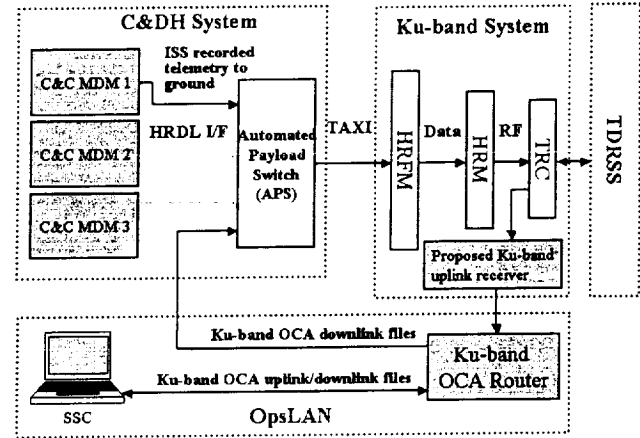 C&DH System
Ku-band System
C&C MDM 1
ISS recorded
telemetry to
ground
HRDL I/F
C&C MDM 2
C&C MDM 3
Automated
Payload
Switch
(APS)
TAXI
HRFM
Data
HRM
RF
TRC
TDRSS
Proposed Ku-band
uplink receiver
Ku-band OCA downlink files
Ku-band
OCA Router
Ku-band OCA uplink/downlink files
SSC
OpsLAN